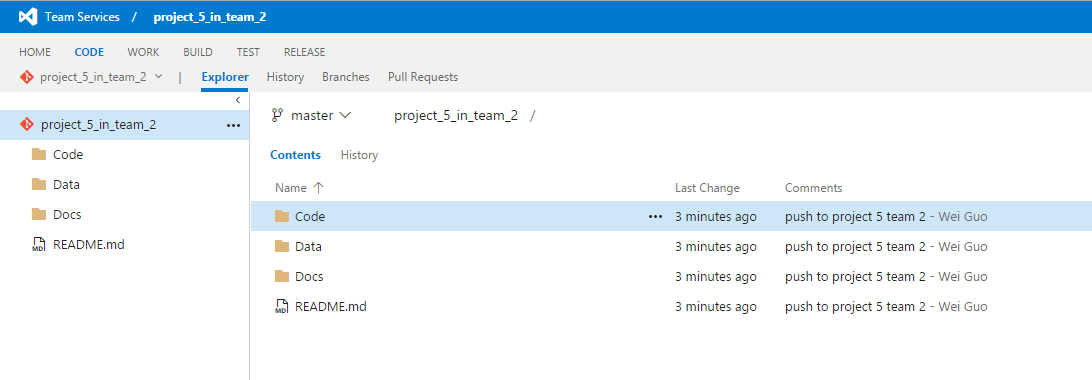 Team Services / project_5_in_team_2
HOME CODE WORK BUILD TEST RELEASE
project_5_in_team_2 | Explorer History Branches Pull Requests
project_5_in_team_2 ...
Code
Data
Docs
README.md
master project_5_in_team_2 /
Contents History
Name Last Change Comments
Code ... 3 minutes ago push to project 5 team 2 - Wei Guo
Data 3 minutes ago push to project 5 team 2 - Wei Guo
Docs 3 minutes ago push to project 5 team 2 - Wei Guo
README.md 3 minutes ago push to project 5 team 2 - Wei Guo